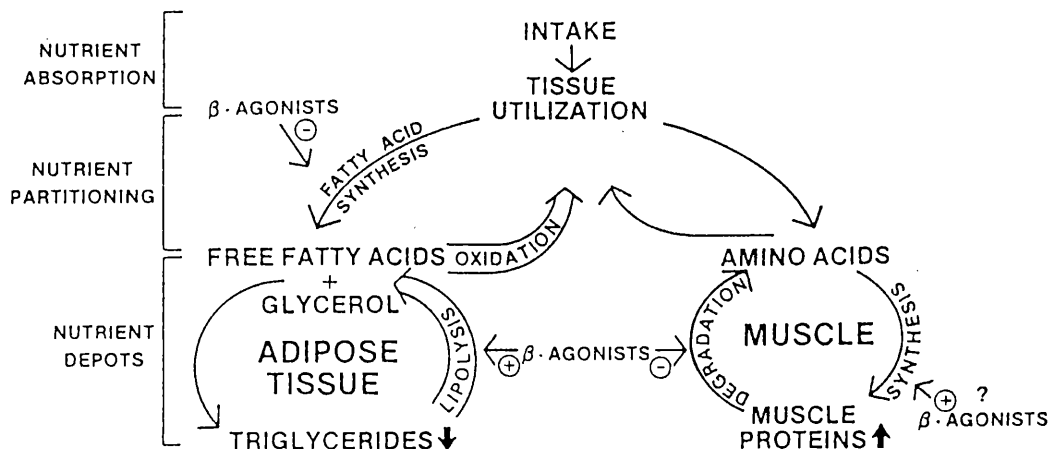 NUTRIENT
ABSORPTION
INTAKE
TISSUE
UTILIZATION
β·AGONISTS
⊖
NUTRIENT
PARTITIONING
FATTY ACID
SYNTHESIS
FREE FATTY ACIDS
OXIDATION
AMINO ACIDS
+
GLYCEROL
NUTRIENT
DEPOTS
ADIPOSE
TISSUE
LIPOLYSIS
⊕ β·AGONISTS ⊖
DEGRADATION
MUSCLE
SYNTHESIS
⊕ ?
β·AGONISTS
TRIGLYCERIDES
MUSCLE
PROTEINS